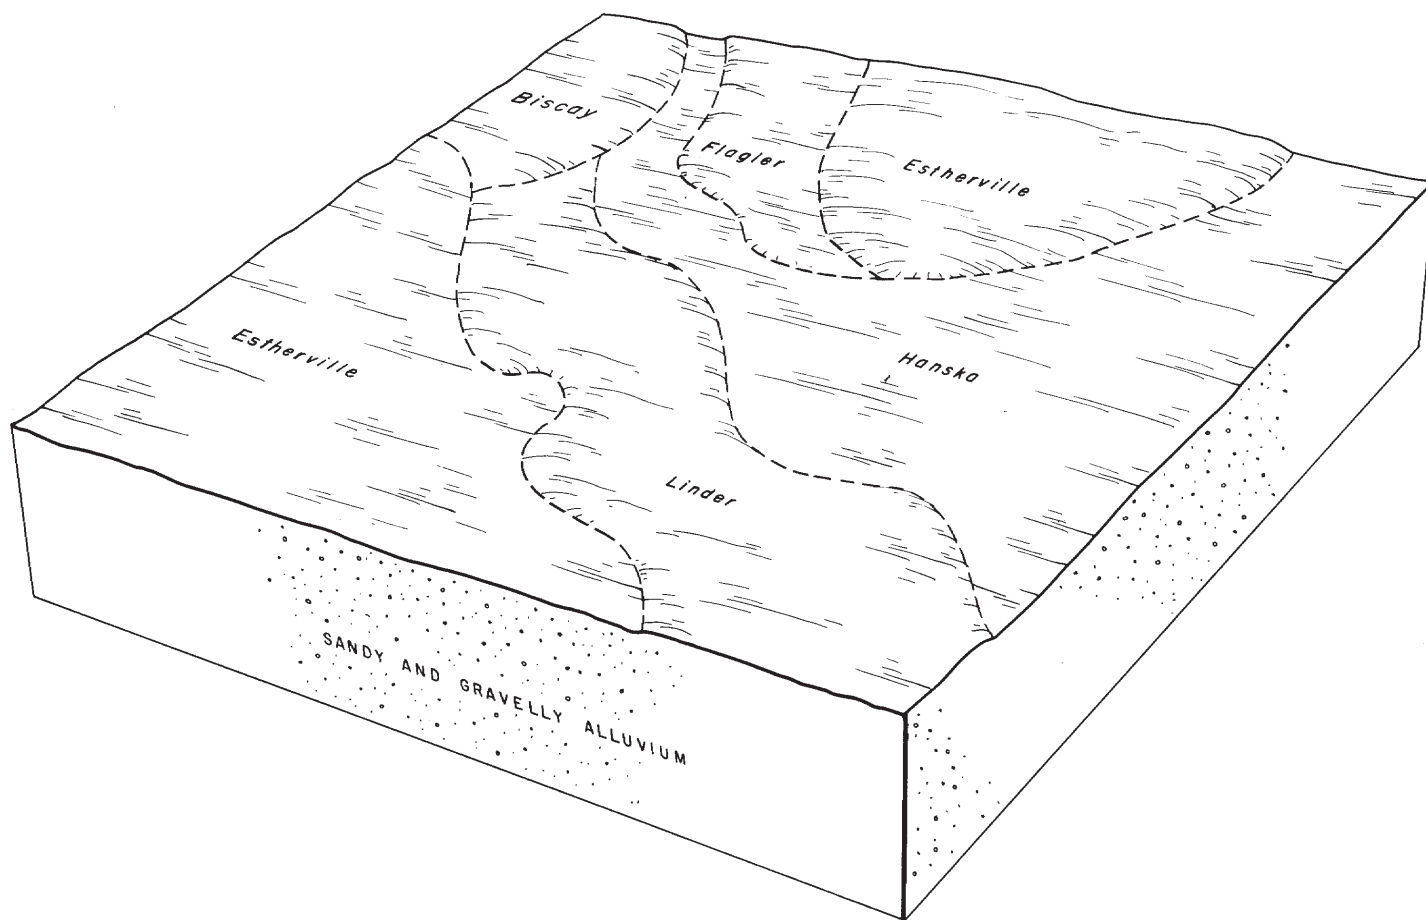 Biscay
Flagler
Estherville
Estherville
Hanska
Linder
SANDY AND GRAVELLY ALLUVIUM